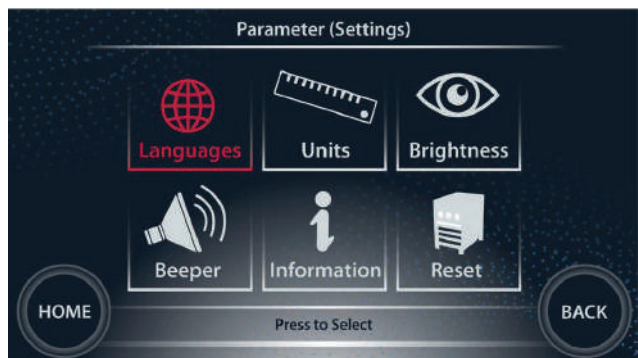 Parameter (Settings)
Languages Units Brightness
Beeper Information Reset
HOME BACK
Press to Select